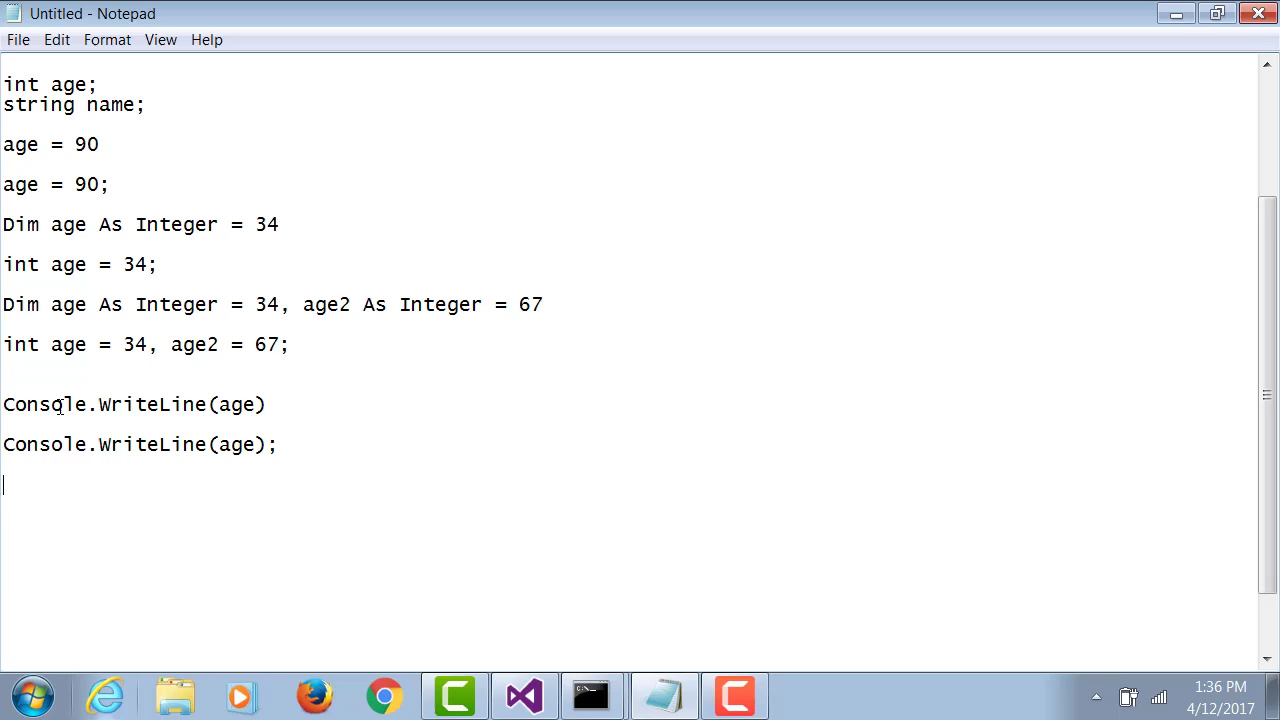 Untitled - Notepad
File Edit Format View Help
int age;
string name;
age = 90
age = 90;
Dim age As Integer = 34
int age = 34;
Dim age As Integer = 34, age2 As Integer = 67
int age = 34, age2 = 67;
Console.WriteLine(age)
Console.WriteLine(age);
C:\_
1:36 PM
4/12/2017